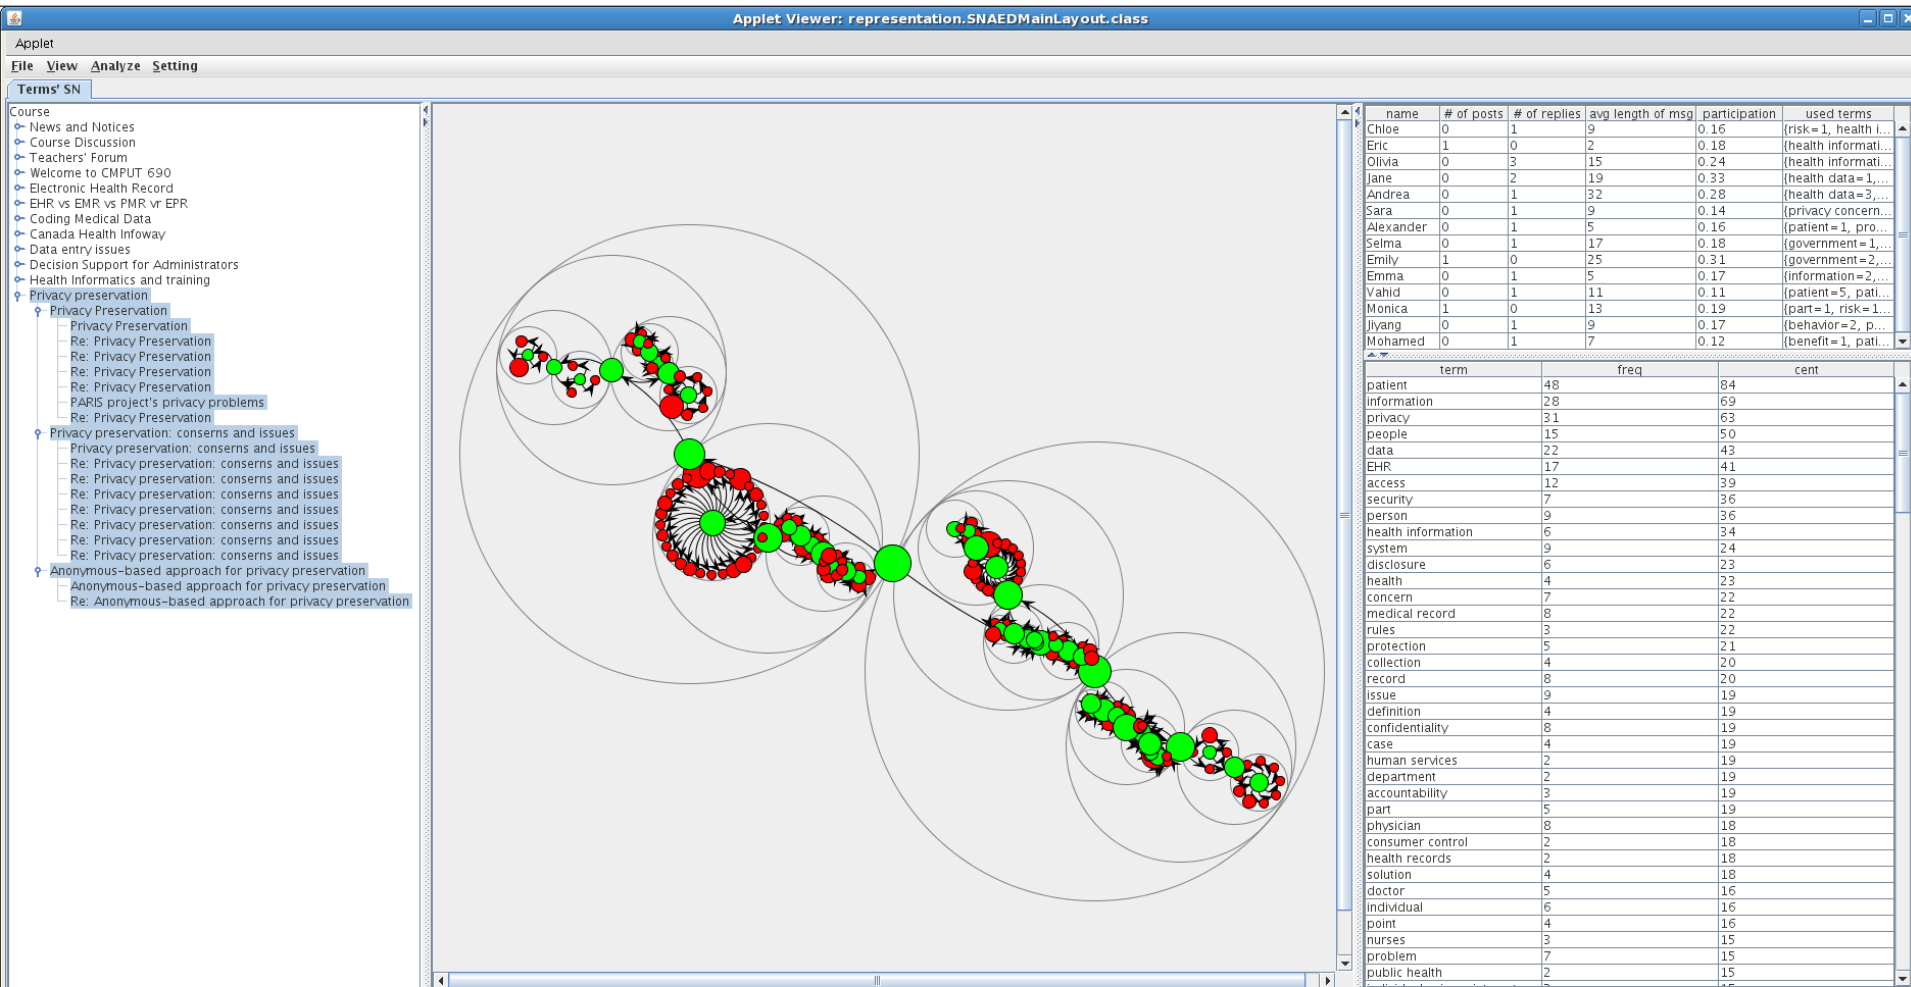 Applet Viewer: representation.SNAEDMainLayout.class
Applet
File View Analyze Setting
Terms' SN
Course
News and Notices
Course Discussion
Teachers' Forum
Welcome to CMPUT 690
Electronic Health Record
EHR vs EMR vs PMR vr EPR
Coding Medical Data
Canada Health Infoway
Data entry issues
Decision Support for Administrators
Health Informatics and training
Privacy preservation
Privacy Preservation
Privacy Preservation
Re: Privacy Preservation
Re: Privacy Preservation
Re: Privacy Preservation
Re: Privacy Preservation
PARIS project's privacy problems
Re: Privacy Preservation
Privacy preservation: conserns and issues
Privacy preservation: conserns and issues
Re: Privacy preservation: conserns and issues
Re: Privacy preservation: conserns and issues
Re: Privacy preservation: conserns and issues
Re: Privacy preservation: conserns and issues
Re: Privacy preservation: conserns and issues
Re: Privacy preservation: conserns and issues
Re: Privacy preservation: conserns and issues
Anonymous-based approach for privacy preservation
Anonymous-based approach for privacy preservation
Re: Anonymous-based approach for privacy preservation
name # of posts # of replies avg length of msg participation used terms
Chloe 0 1 9 0.16 {risk=1, health i...
Eric 1 0 2 0.18 {health informati...
Olivia 0 3 15 0.24 {health informati...
Jane 0 2 19 0.33 {health data=1,...
Andrea 0 1 32 0.28 {health data=3,...
Sara 0 1 9 0.14 {privacy concern...
Alexander 0 1 5 0.16 {patient=1, pro...
Selma 0 1 17 0.18 {government=1,...
Emily 1 0 25 0.31 {government=2,...
Emma 0 1 5 0.17 {information=2,...
Vahid 0 1 11 0.11 {patient=5, pati...
Monica 1 0 13 0.19 {part=1, risk=1...
Jiyang 0 1 9 0.17 {behavior=2, p...
Mohamed 0 1 7 0.12 {benefit=1, pati...
term freq cent
patient 48 84
information 28 69
privacy 31 63
people 15 50
data 22 43
EHR 17 41
access 12 39
security 7 36
person 9 36
health information 6 34
system 9 24
disclosure 6 23
health 4 23
concern 7 22
medical record 8 22
rules 3 22
protection 5 21
collection 4 20
record 8 20
issue 9 19
definition 4 19
confidentiality 8 19
case 4 19
human services 2 19
department 2 19
accountability 3 19
part 5 19
physician 8 18
consumer control 2 18
health records 2 18
solution 4 18
doctor 5 16
individual 6 16
point 4 16
nurses 3 15
problem 7 15
public health 2 15